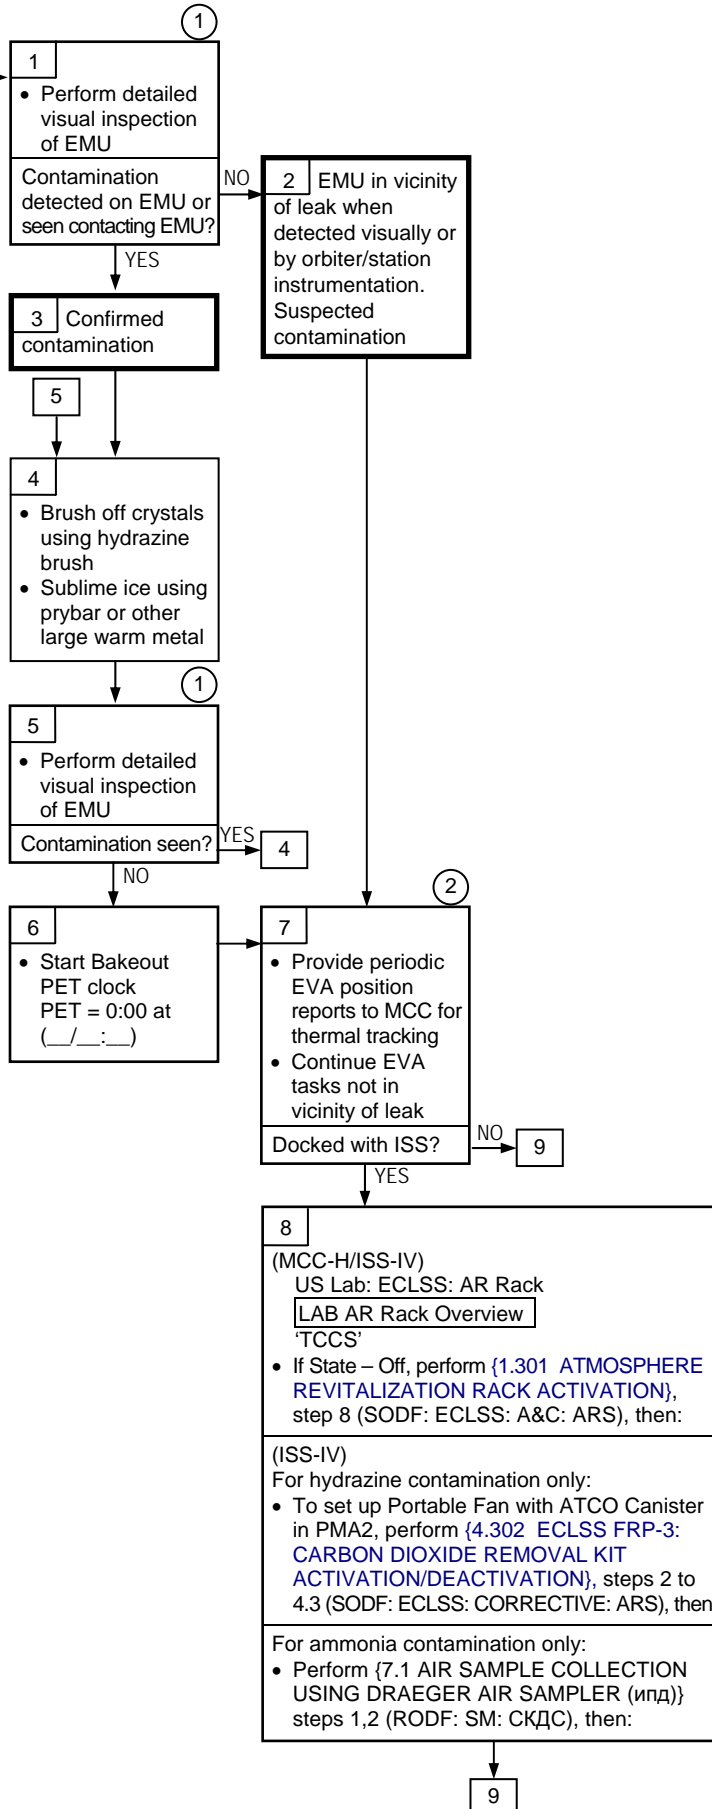 1
1
• Perform detailed
visual inspection
of EMU
Contamination
detected on EMU or
seen contacting EMU?
NO
YES
2 EMU in vicinity
of leak when
detected visually or
by orbiter/station
instrumentation.
Suspected
contamination
3 Confirmed
contamination
5
4
• Brush off crystals
using hydrazine
brush
• Sublime ice using
prybar or other
large warm metal
1
5
• Perform detailed
visual inspection
of EMU
Contamination seen?
YES
4
NO
6
• Start Bakeout
PET clock
PET = 0:00 at
(__/__:__)
2
7
• Provide periodic
EVA position
reports to MCC for
thermal tracking
• Continue EVA
tasks not in
vicinity of leak
Docked with ISS?
NO
9
YES
8
(MCC-H/ISS-IV)
US Lab: ECLSS: AR Rack
LAB AR Rack Overview
‘TCCS’
• If State – Off, perform {1.301 ATMOSPHERE
REVITALIZATION RACK ACTIVATION},
step 8 (SODF: ECLSS: A&C: ARS), then:
(ISS-IV)
For hydrazine contamination only:
• To set up Portable Fan with ATCO Canister
in PMA2, perform {4.302 ECLSS FRP-3:
CARBON DIOXIDE REMOVAL KIT
ACTIVATION/DEACTIVATION}, steps 2 to
4.3 (SODF: ECLSS: CORRECTIVE: ARS), then
For ammonia contamination only:
• Perform {7.1 AIR SAMPLE COLLECTION
USING DRAEGER AIR SAMPLER (ипд)}
steps 1,2 (RODF: SM: СКДС), then:
9